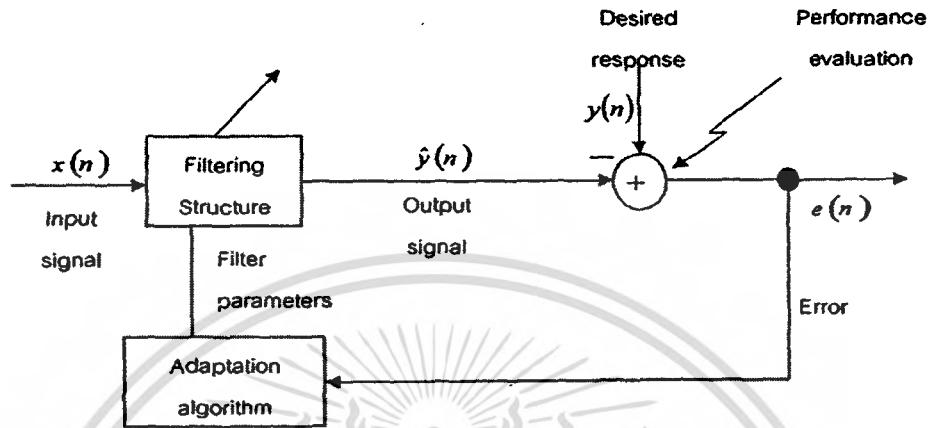 Desired
response
Performance
evaluation
y(n)
x(n)
Input
signal
Filtering
Structure
ŷ(n)
Output
signal
−
+
e(n)
Error
Filter
parameters
Adaptation
algorithm